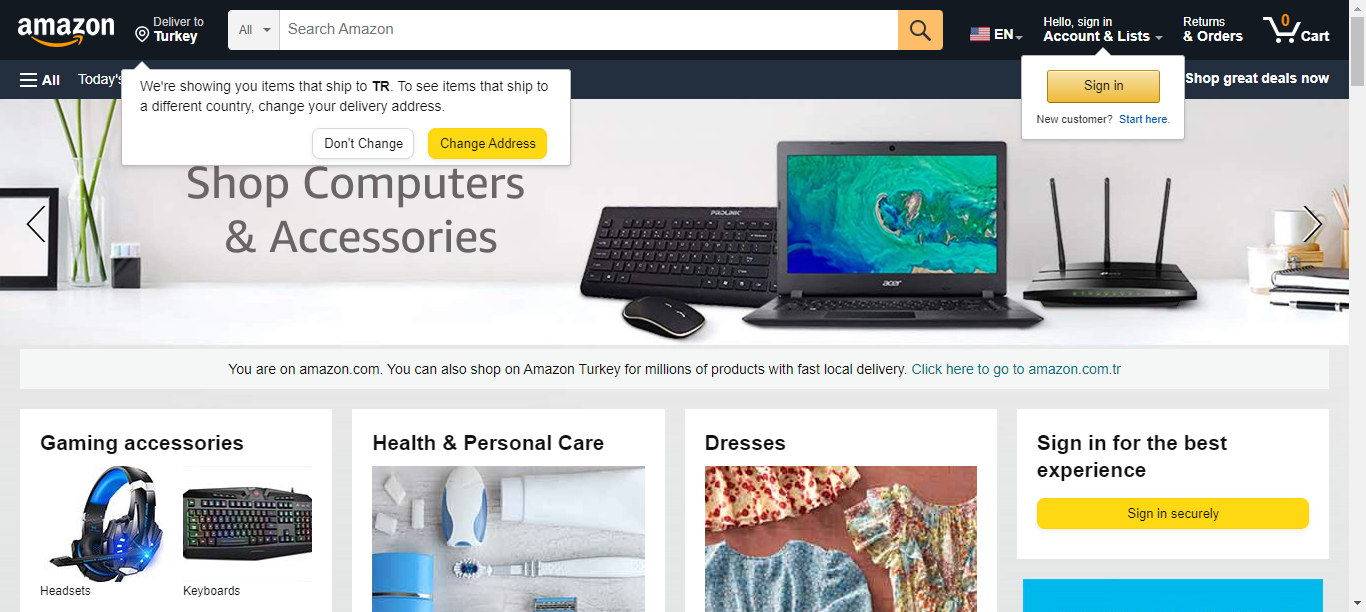 amazon
Deliver to
Turkey
All
Search Amazon
EN
Hello, sign in
Account & Lists
Returns
& Orders
0
Cart
All
Today's
Shop great deals now
We're showing you items that ship to TR. To see items that ship to
a different country, change your delivery address.
Don't Change
Change Address
Sign in
New customer? Start here.
Shop Computers
& Accessories
PROLINK
acer
You are on amazon.com. You can also shop on Amazon Turkey for millions of products with fast local delivery. Click here to go to amazon.com.tr
Gaming accessories
Headsets
Keyboards
Health & Personal Care
Dresses
Sign in for the best
experience
Sign in securely